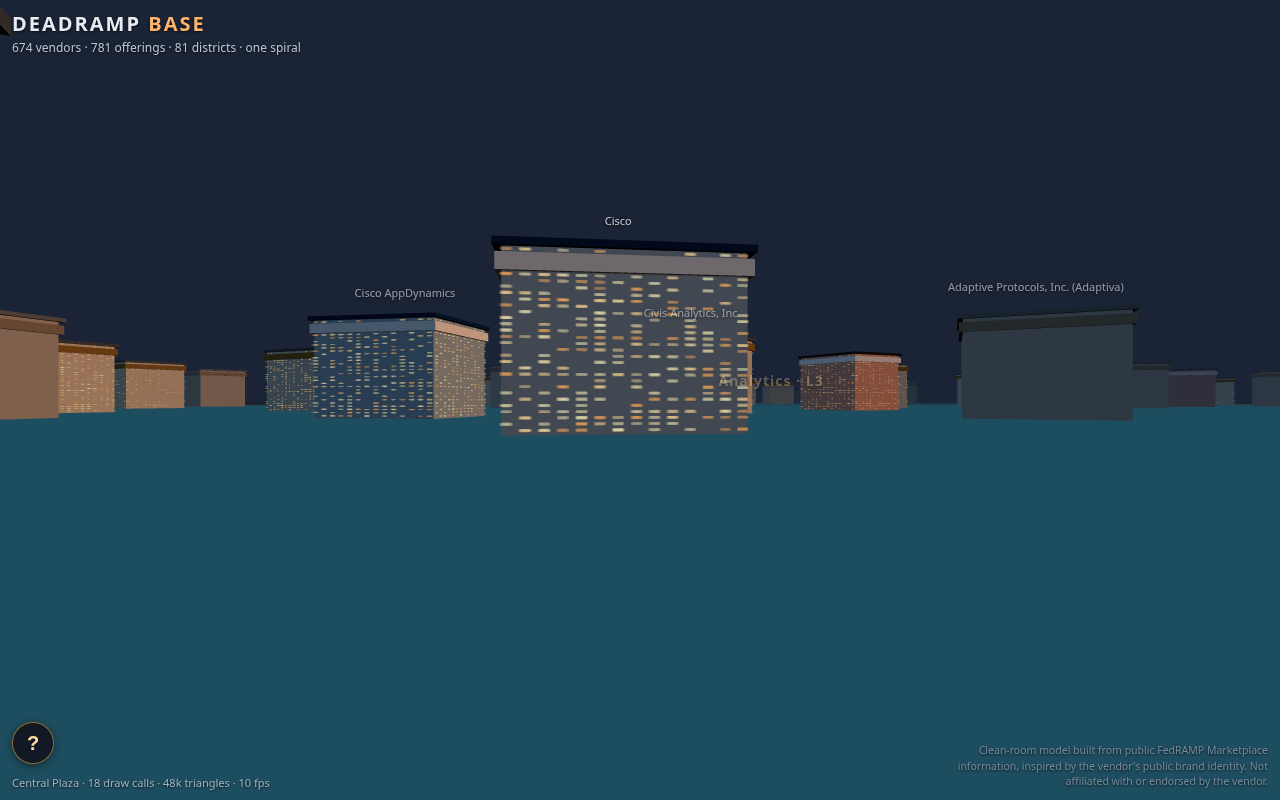 DEADRAMP BASE
674 vendors · 781 offerings · 81 districts · one spiral
Cisco
Cisco AppDynamics
Adaptive Protocols, Inc. (Adaptiva)
Civis Analytics, Inc.
Analytics · L3
?
Central Plaza · 18 draw calls · 48k triangles · 10 fps
Clean-room model built from public FedRAMP Marketplace
information, inspired by the vendor's public brand identity. Not
affiliated with or endorsed by the vendor.